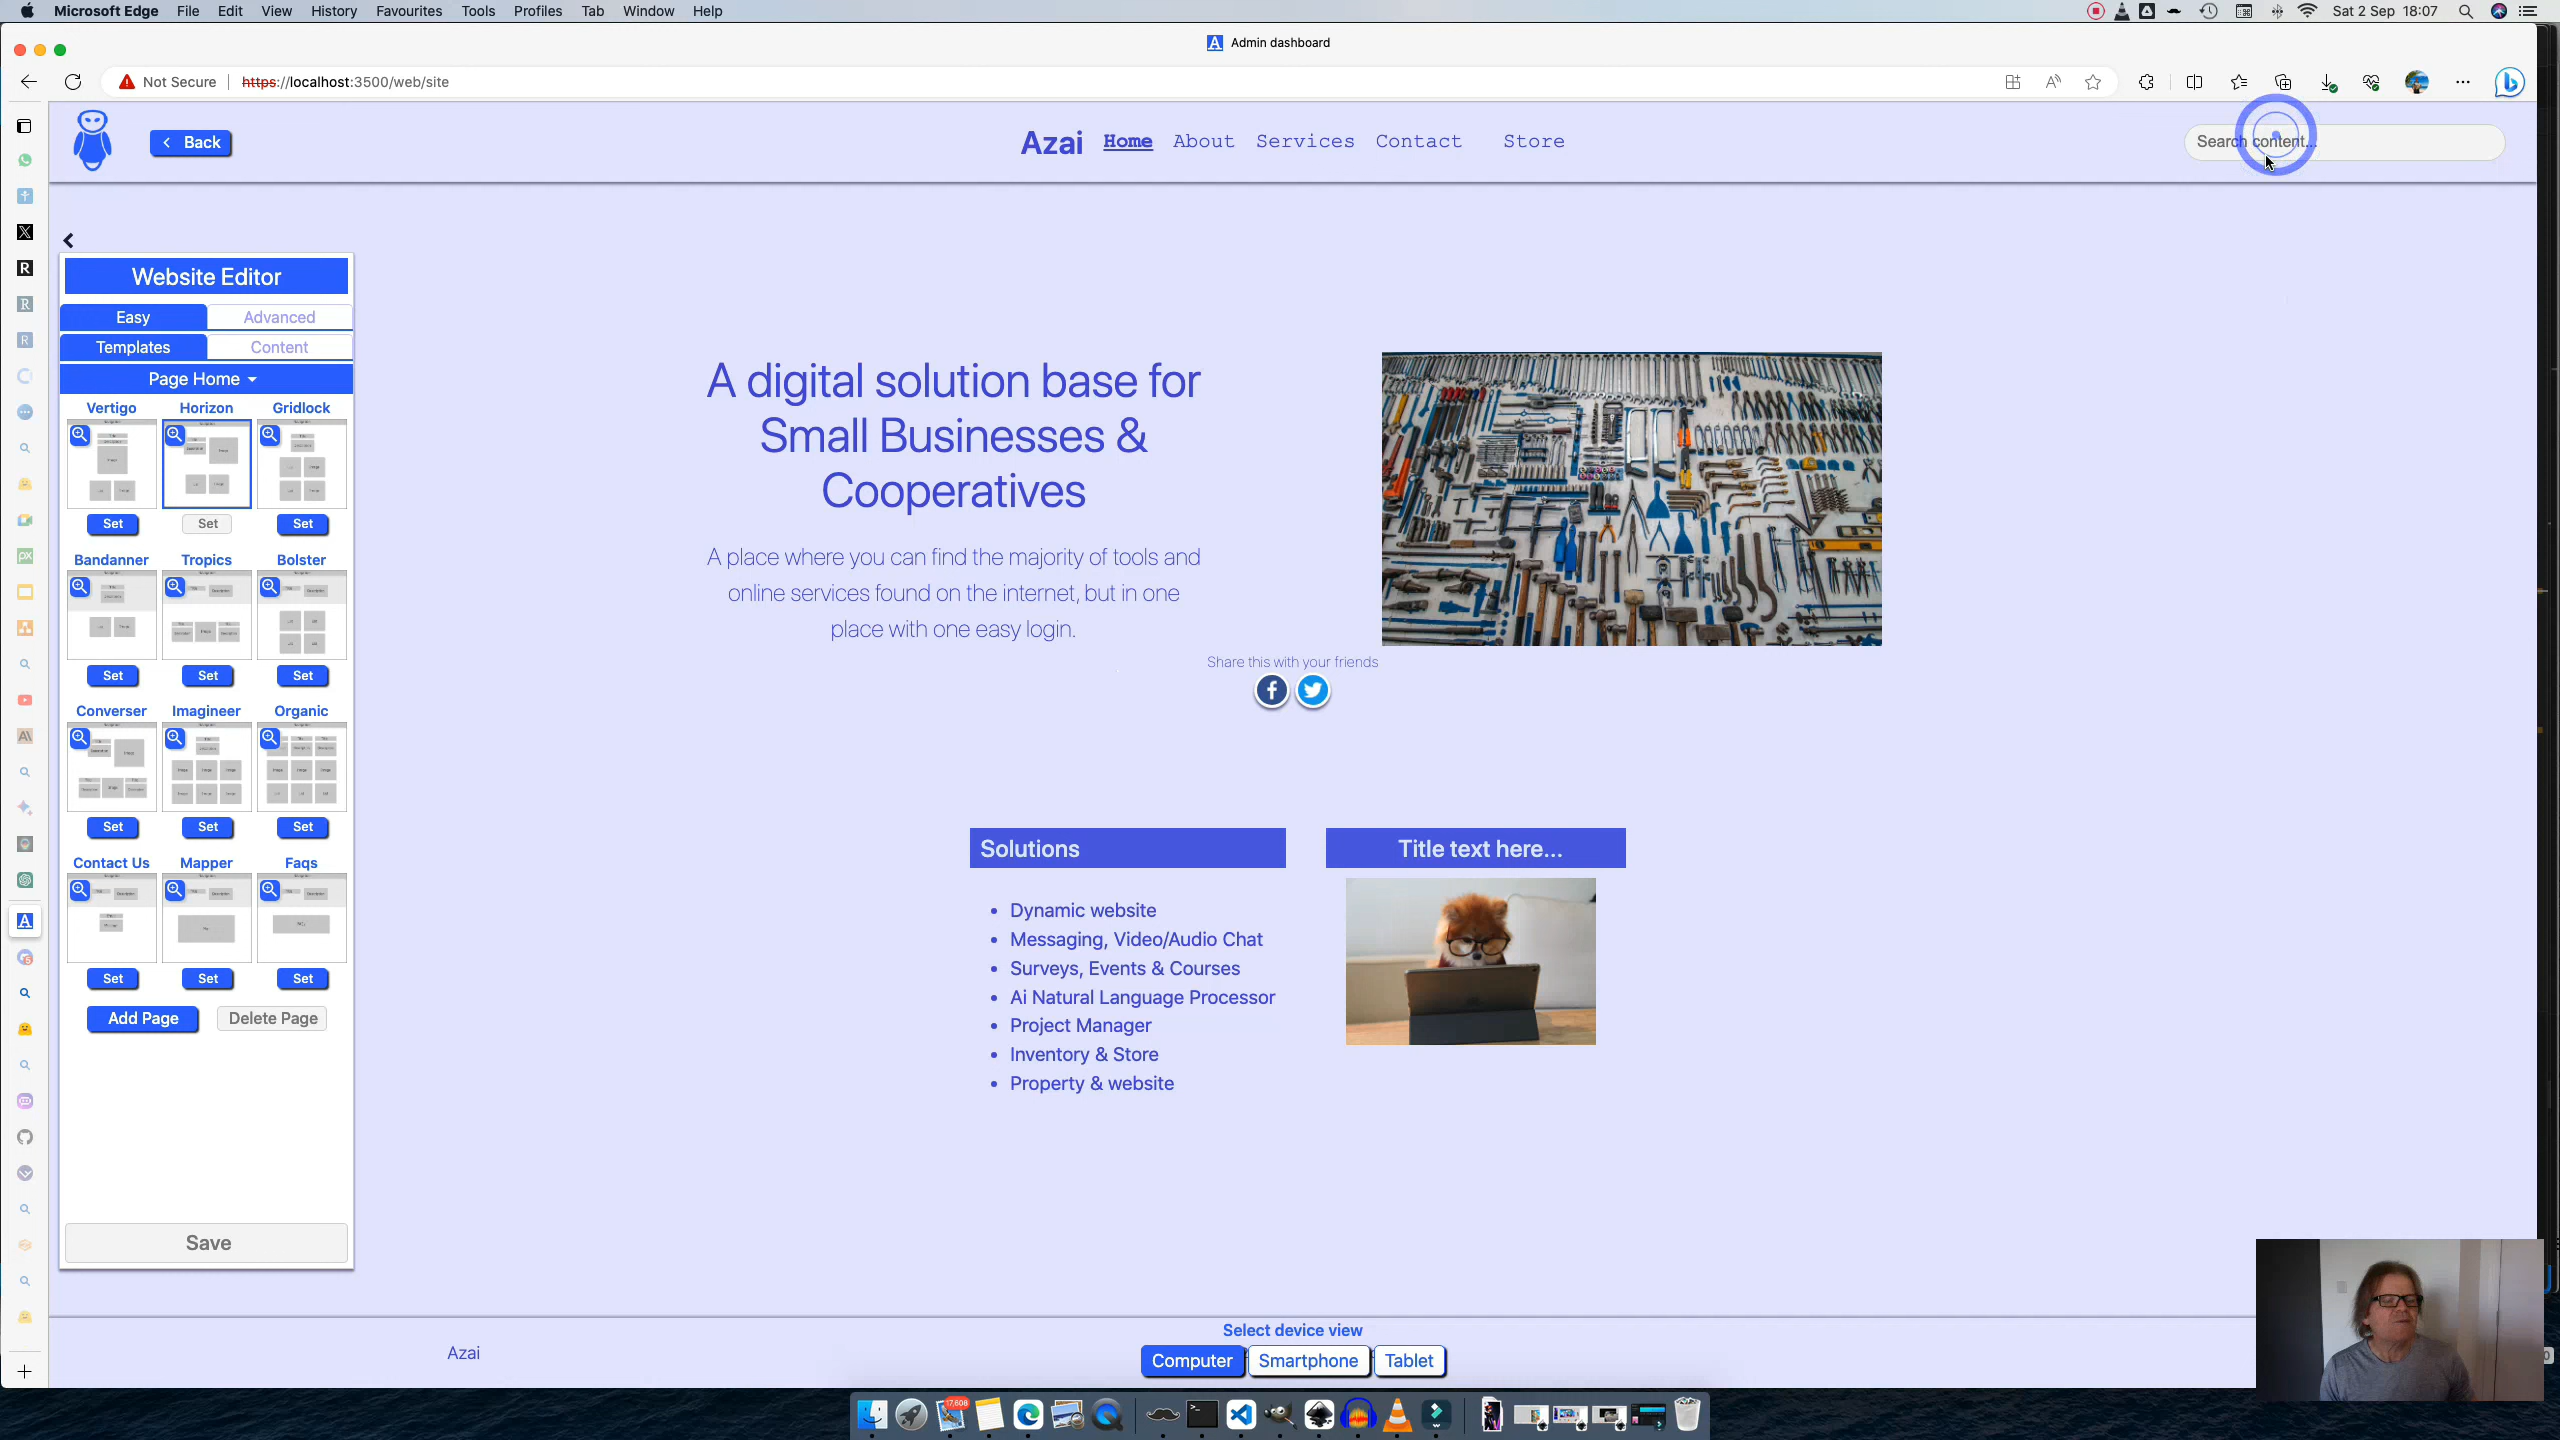 Microsoft Edge File Edit View History Favourites Tools Profiles Tab Window Help
Sat 2 Sep 18:07
Admin dashboard
Not Secure https://localhost:3500/web/site
Back
Azai Home About Services Contact Store
Search content...
Website Editor
Easy Advanced
Templates Content
Page Home
Vertigo Horizon Gridlock
Set Set Set
Bandanner Tropics Bolster
Set Set Set
Converser Imagineer Organic
Set Set Set
Contact Us Mapper Faqs
Set Set Set
Add Page Delete Page
Save
A digital solution base for
Small Businesses &
Cooperatives
A place where you can find the majority of tools and
online services found on the internet, but in one
place with one easy login.
Share this with your friends
Solutions
Dynamic website
Messaging, Video/Audio Chat
Surveys, Events & Courses
Ai Natural Language Processor
Project Manager
Inventory & Store
Property & website
Title text here...
Azai
Select device view
Computer Smartphone Tablet
17,608